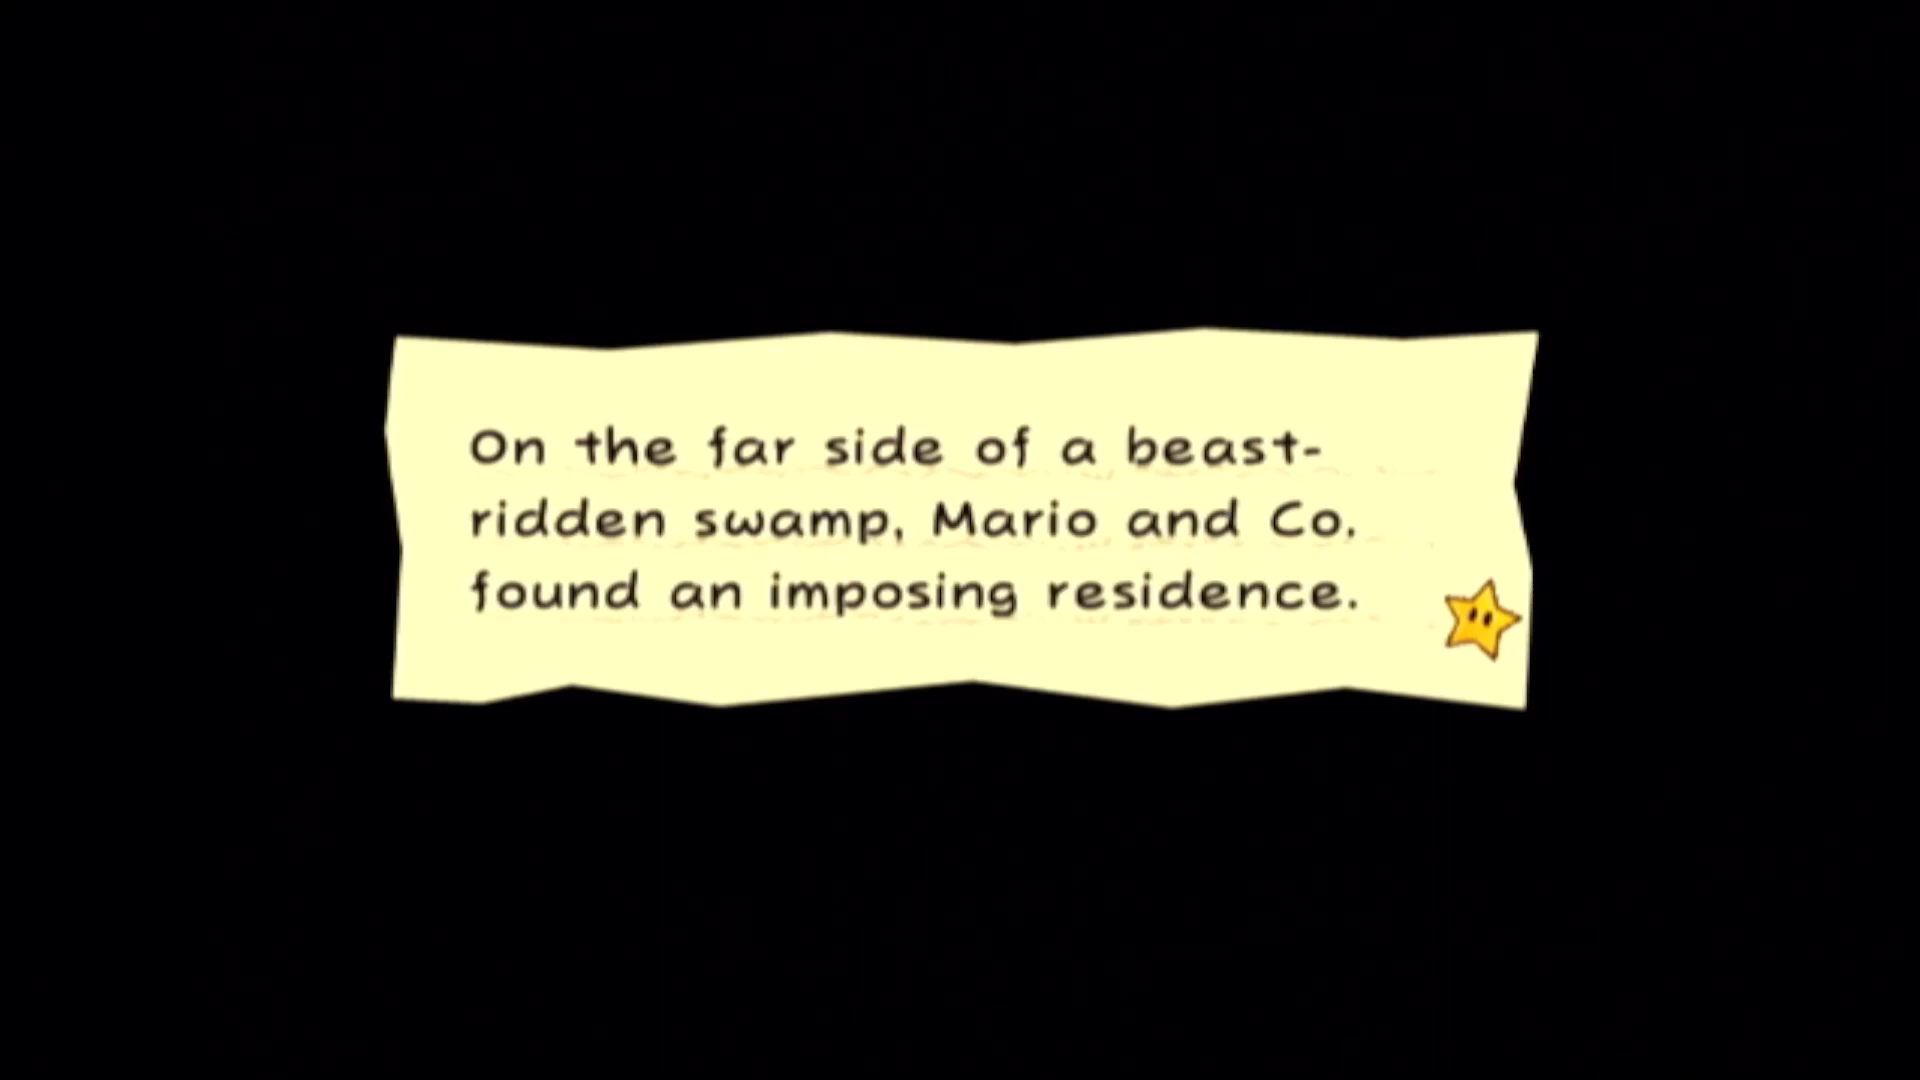 On the far side of a beast-
ridden swamp, Mario and Co.
found an imposing residence.